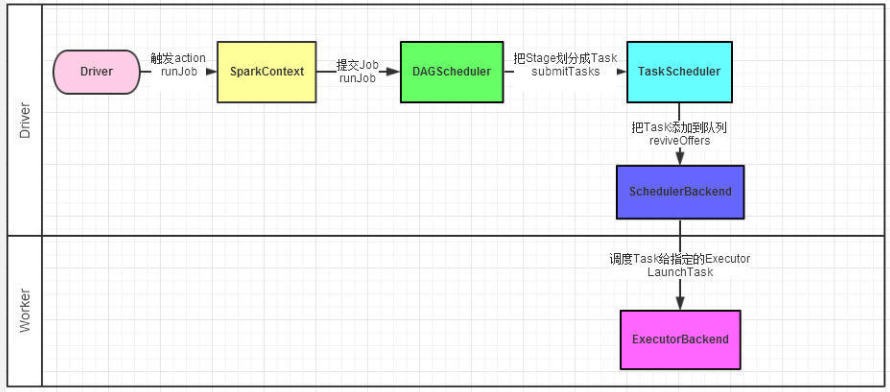 Driver
Driver
触发action
runJob
SparkContext
提交Job
runJob
DAGScheduler
把Stage划分成Task
submitTasks
TaskScheduler
把Task添加到队列
reviveOffers
SchedulerBackend
Worker
调度Task给指定的Executor
LaunchTask
ExecutorBackend